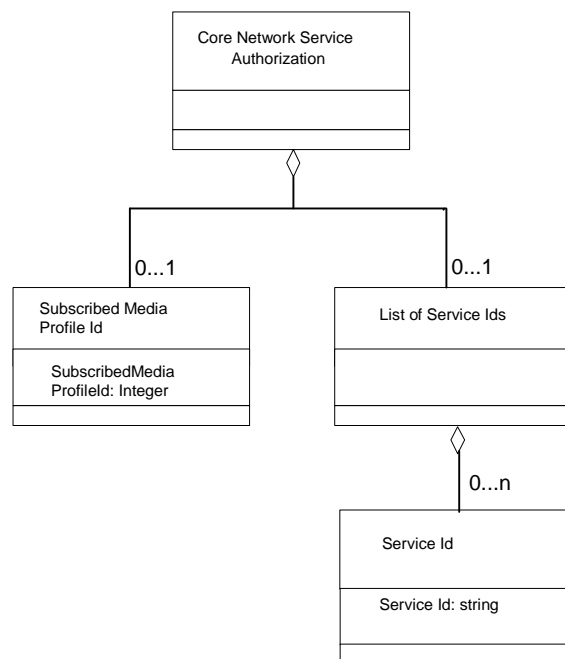 Core Network Service
Authorization
0...1
0...1
Subscribed Media
Profile Id
SubscribedMedia
ProfileId: Integer
List of Service Ids
0...n
Service Id
Service Id: string